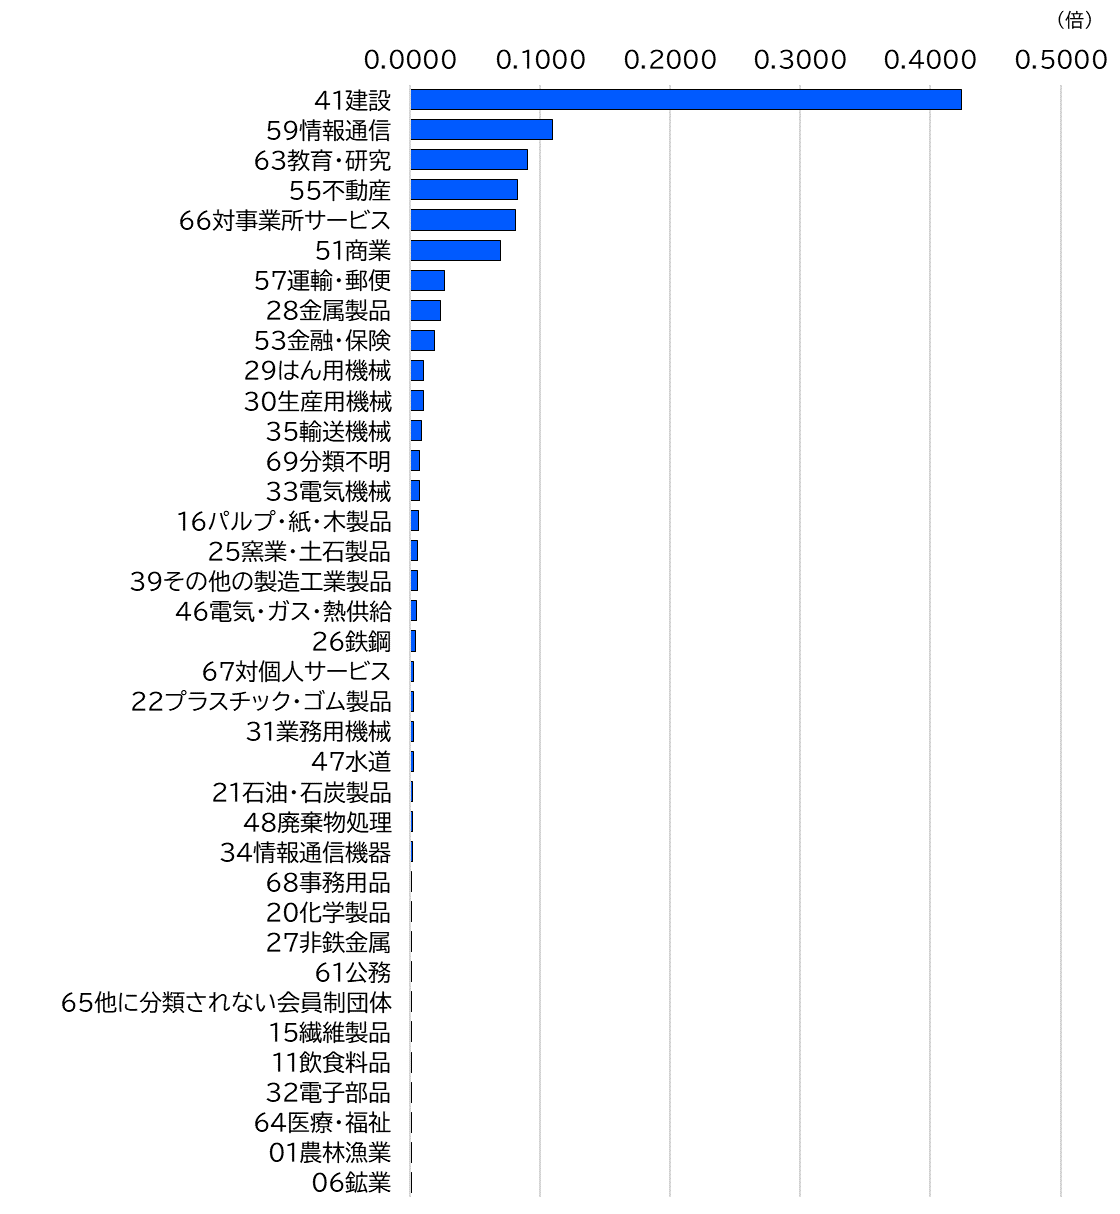 （倍）
0.0000 0.1000 0.2000 0.3000 0.4000 0.5000
41建設
59情報通信
63教育・研究
55不動産
66対事業所サービス
51商業
57運輸・郵便
28金属製品
53金融・保険
29はん用機械
30生産用機械
35輸送機械
69分類不明
33電気機械
16パルプ・紙・木製品
25窯業・土石製品
39その他の製造工業製品
46電気・ガス・熱供給
26鉄鋼
67対個人サービス
22プラスチック・ゴム製品
31業務用機械
47水道
21石油・石炭製品
48廃棄物処理
34情報通信機器
68事務用品
20化学製品
27非鉄金属
61公務
65他に分類されない会員制団体
15繊維製品
11飲食料品
32電子部品
64医療・福祉
01農林漁業
06鉱業